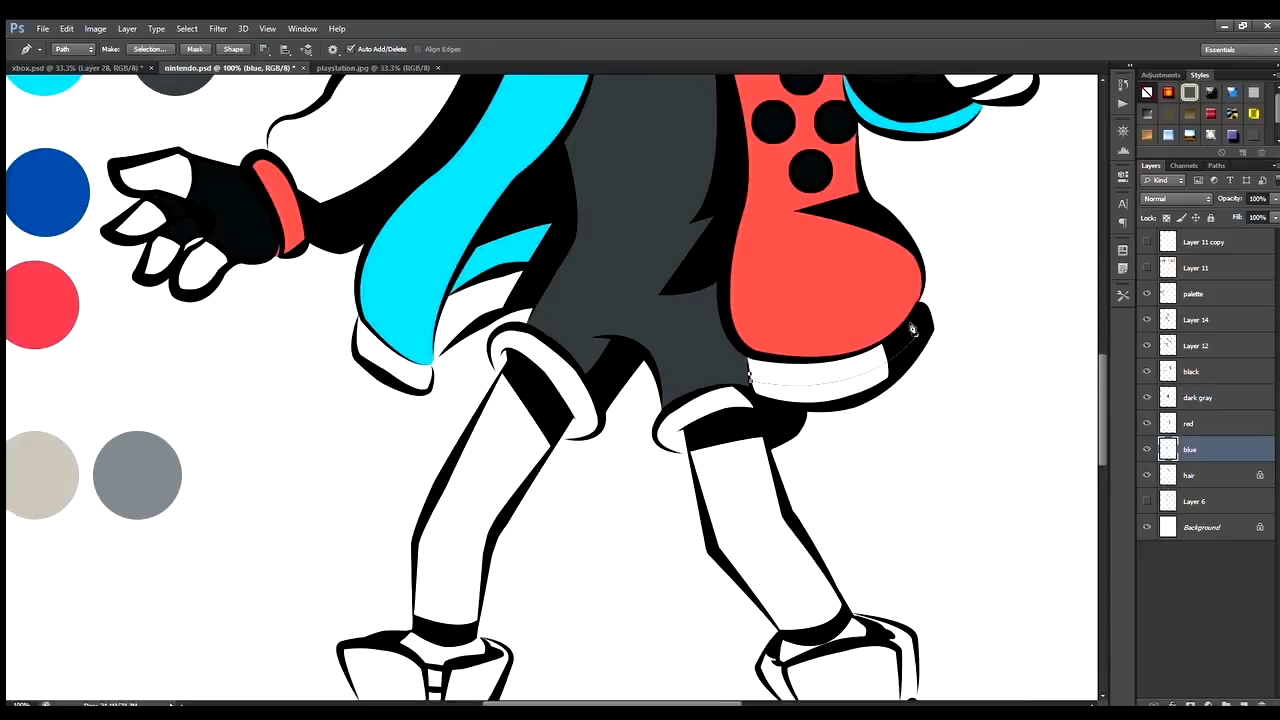 Ps File Edit Image Layer Type Select Filter 3D View Window Help
Path Make: Selection... Mask Shape Auto Add/Delete Align Edges Essentials
xbox.psd @ 33.3% (Layer 28, RGB/8) * × nintendo.psd @ 100% (blue, RGB/8) * × playstation.jpg @ 33.3% (RGB/8) ×
Adjustments Styles
Layers Channels Paths
Kind
Normal Opacity: 100%
Lock: Fill: 100%
Layer 11 copy
Layer 11
palette
Layer 14
Layer 12
black
dark gray
red
blue
hair
Layer 6
Background